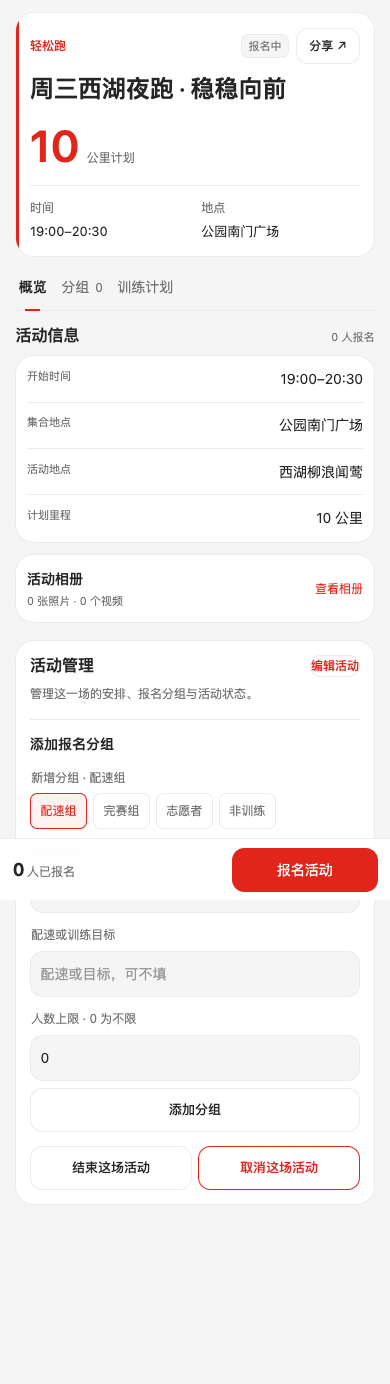 轻松跑
报名中
分享 ↗
周三西湖夜跑 · 稳稳向前
10 公里计划
时间
地点
19:00–20:30
公园南门广场
概览 分组 0 训练计划
活动信息
0 人报名
开始时间
19:00–20:30
集合地点
公园南门广场
活动地点
西湖柳浪闻莺
计划里程
10 公里
活动相册
0 张照片 · 0 个视频
查看相册
活动管理
编辑活动
管理这一场的安排、报名分组与活动状态。
添加报名分组
新增分组 · 配速组
配速组
完赛组
志愿者
非训练
0 人已报名
报名活动
配速或训练目标
配速或目标，可不填
人数上限 · 0 为不限
0
添加分组
结束这场活动
取消这场活动